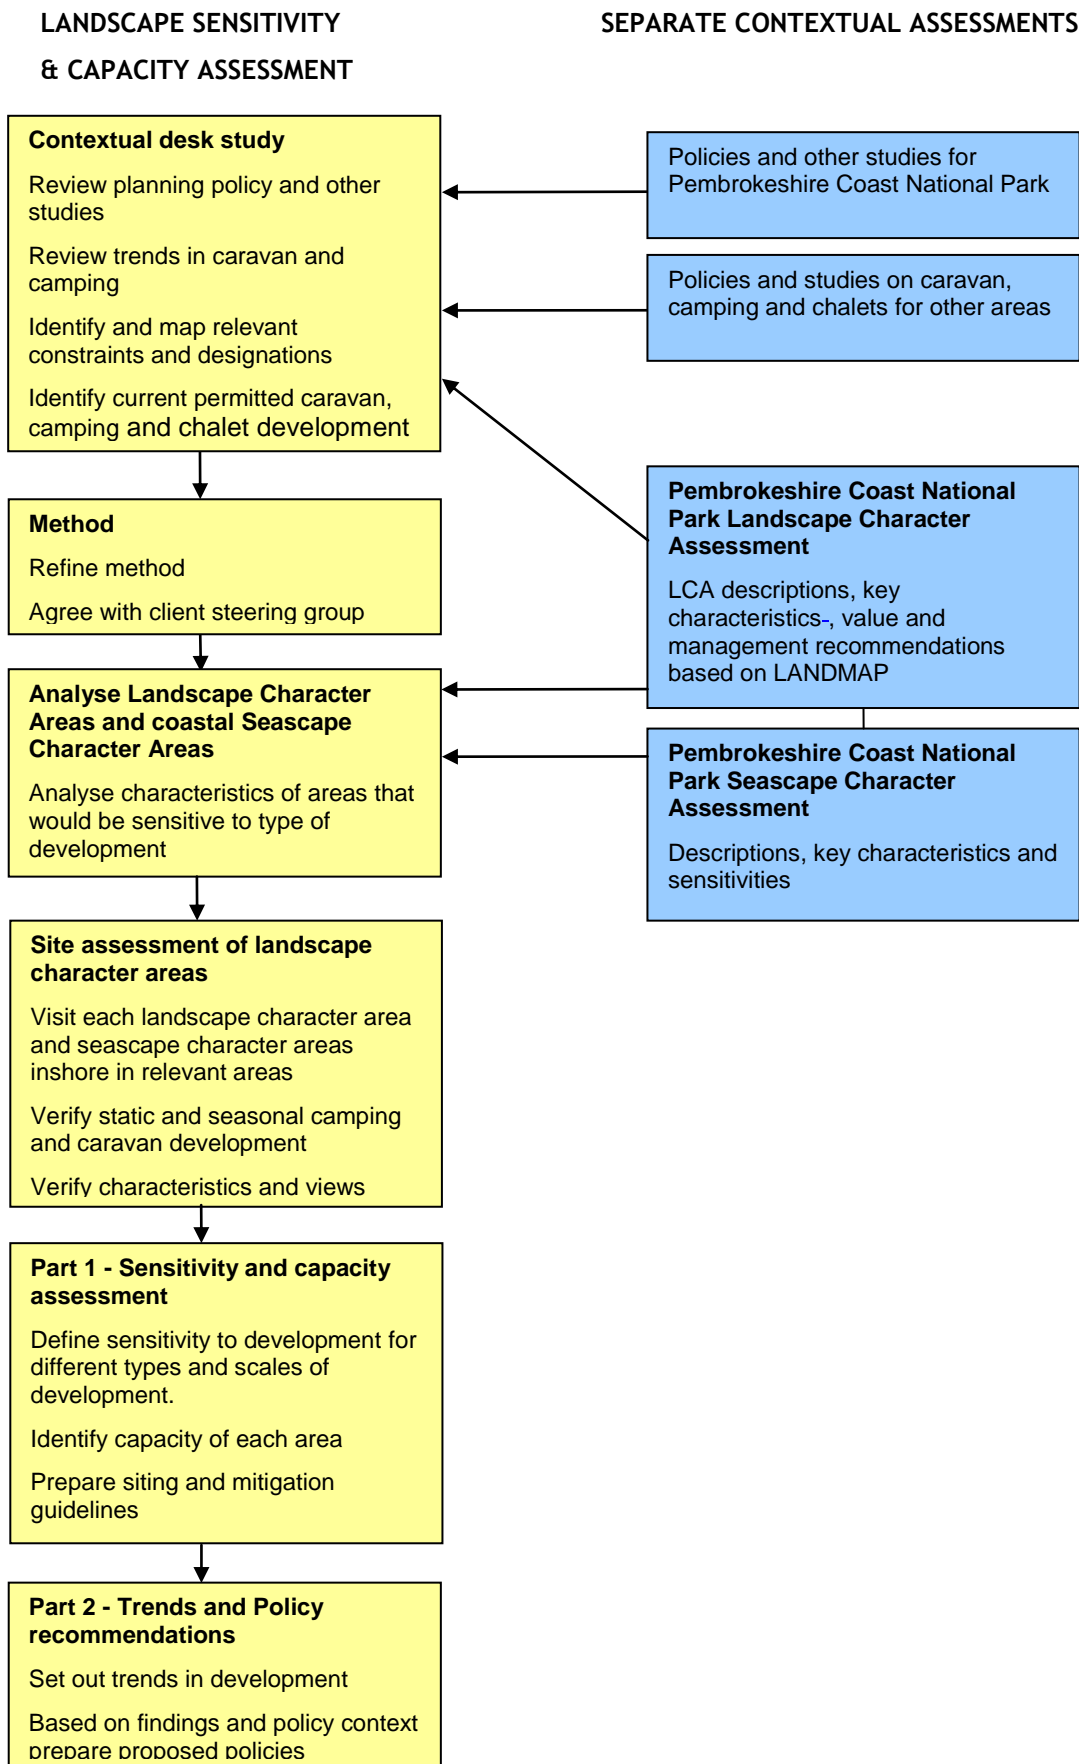 LANDSCAPE SENSITIVITY
& CAPACITY ASSESSMENT
SEPARATE CONTEXTUAL ASSESSMENTS
Contextual desk study
Review planning policy and other
studies
Review trends in caravan and
camping
Identify and map relevant
constraints and designations
Identify current permitted caravan,
camping and chalet development
Policies and other studies for
Pembrokeshire Coast National Park
Policies and studies on caravan,
camping and chalets for other areas
Method
Refine method
Agree with client steering group
Pembrokeshire Coast National
Park Landscape Character
Assessment
LCA descriptions, key
characteristics-, value and
management recommendations
based on LANDMAP
Analyse Landscape Character
Areas and coastal Seascape
Character Areas
Analyse characteristics of areas that
would be sensitive to type of
development
Pembrokeshire Coast National
Park Seascape Character
Assessment
Descriptions, key characteristics and
sensitivities
Site assessment of landscape
character areas
Visit each landscape character area
and seascape character areas
inshore in relevant areas
Verify static and seasonal camping
and caravan development
Verify characteristics and views
Part 1 - Sensitivity and capacity
assessment
Define sensitivity to development for
different types and scales of
development.
Identify capacity of each area
Prepare siting and mitigation
guidelines
Part 2 - Trends and Policy
recommendations
Set out trends in development
Based on findings and policy context
prepare proposed policies